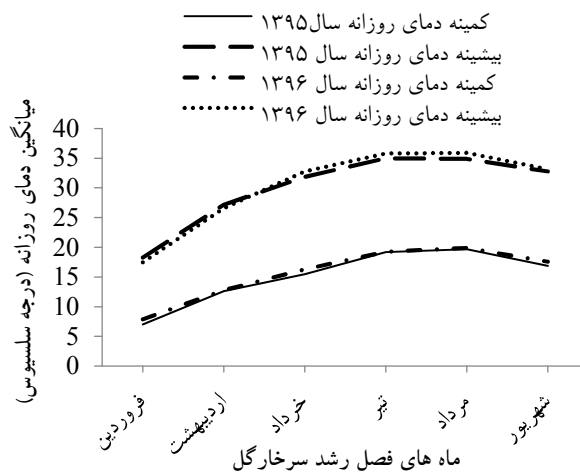 کمینه دمای روزانه سال۱۳۹۵
بیشینه دمای روزانه سال ۱۳۹۵
کمینه دمای روزانه سال ۱۳۹۶
بیشینه دمای روزانه سال ۱۳۹۶
میانگین دمای روزانه (درجه سلسیوس)
40
35
30
25
20
15
10
5
0
فروردین
اردیبهشت
خرداد
تیر
مرداد
شهریور
ماه های فصل رشد سرخارگل